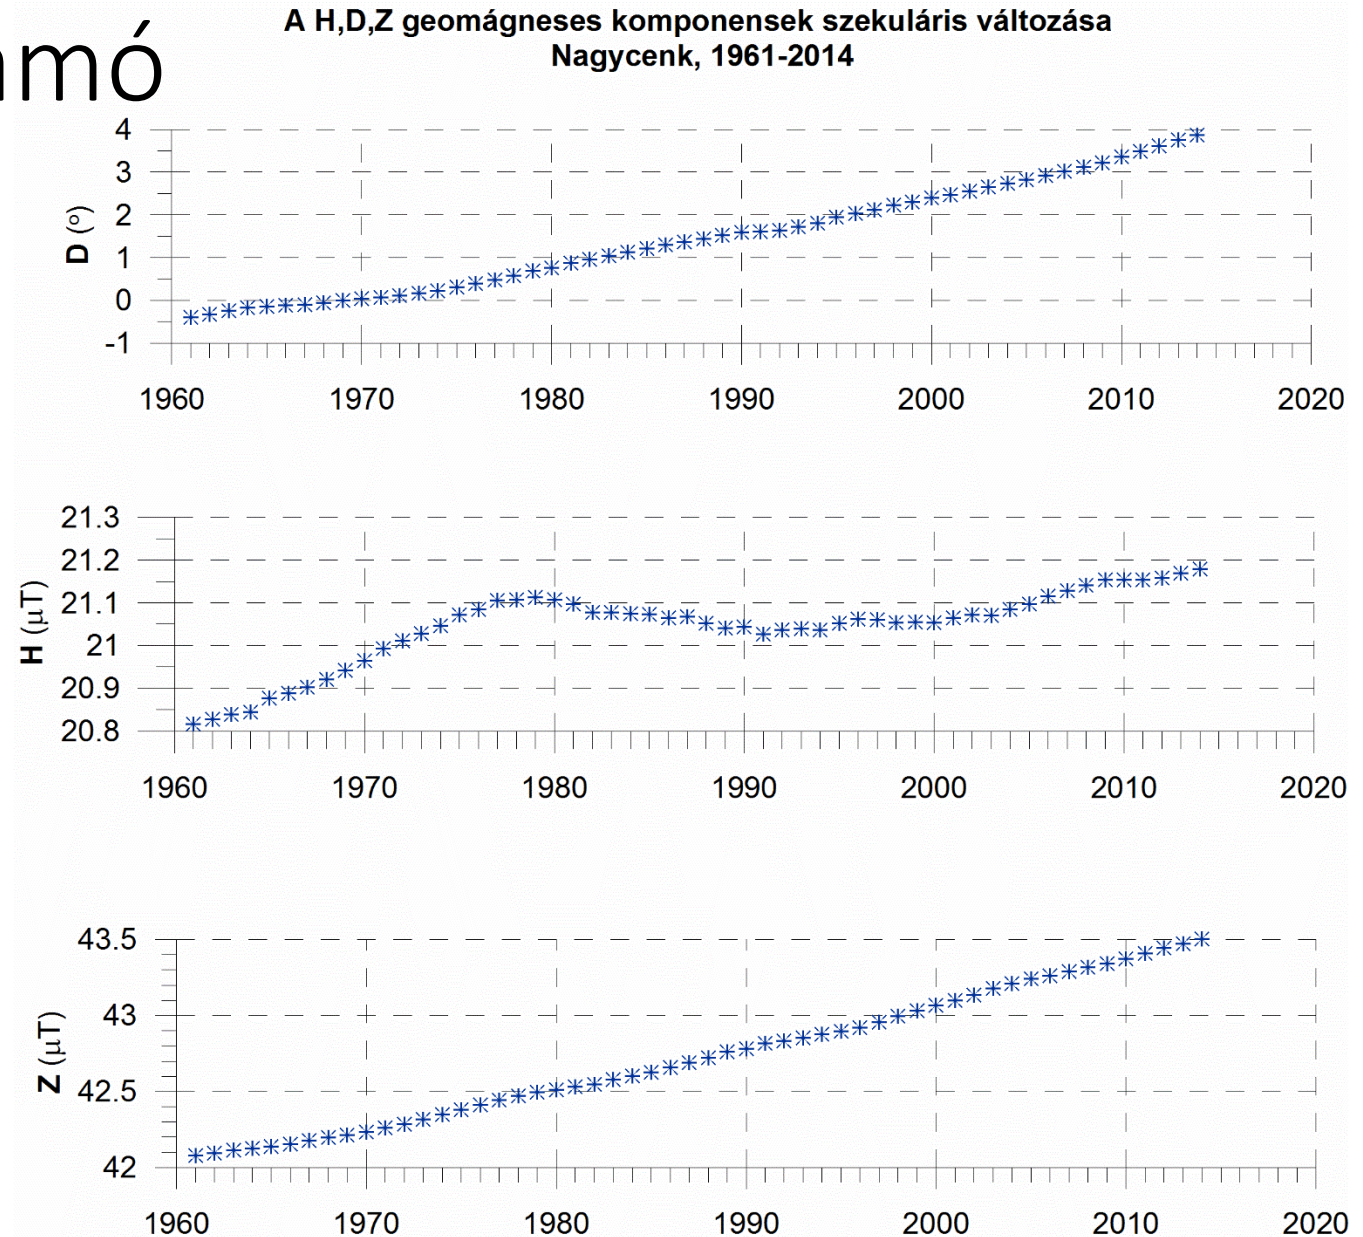 A H,D,Z geomágneses komponensek szekuláris változása
Nagycenk, 1961-2014
mó
4
3
2
1
0
-1
D (°)
1960 1970 1980 1990 2000 2010 2020
21.3
21.2
21.1
21
20.9
20.8
H (μT)
1960 1970 1980 1990 2000 2010 2020
43.5
43
42.5
42
Z (μT)
1960 1970 1980 1990 2000 2010 2020